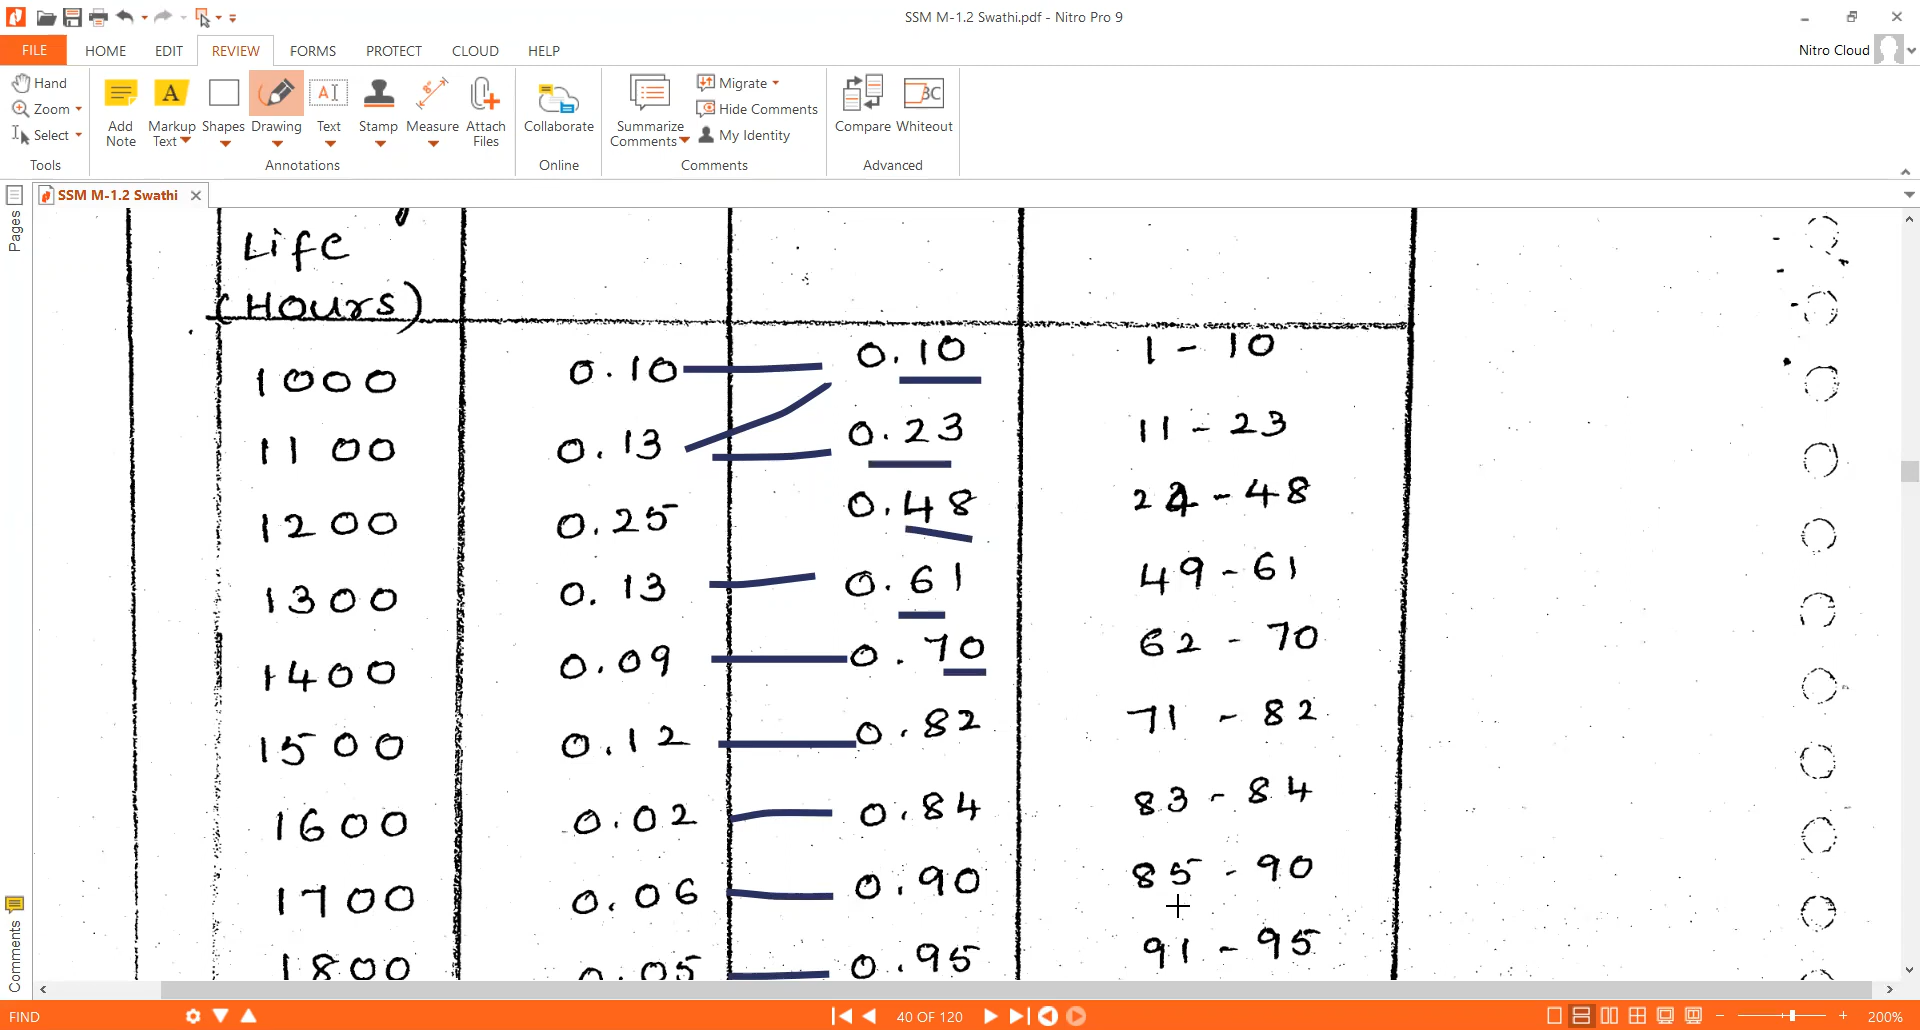 SSM M-1.2 Swathi.pdf - Nitro Pro 9
FILE HOME EDIT REVIEW FORMS PROTECT CLOUD HELP
Nitro Cloud
Hand
Zoom
Select
Tools
Add Note
Markup Text
Shapes
Drawing
Text
Stamp
Measure
Attach Files
Annotations
Collaborate
Online
Summarize Comments
Migrate
Hide Comments
My Identity
Comments
Compare
Whiteout
Advanced
SSM M-1.2 Swathi
Pages
Life
(Hours)
1000 0.10 0.10 1 - 10
1100 0.13 0.23 11 - 23
1200 0.25 0.48 24 - 48
1300 0.13 0.61 49 - 61
1400 0.09 0.70 62 - 70
1500 0.12 0.82 71 - 82
1600 0.02 0.84 83 - 84
1700 0.06 0.90 85 - 90
1800 0.05 0.95 91 - 95
Comments
FIND
40 OF 120
200%